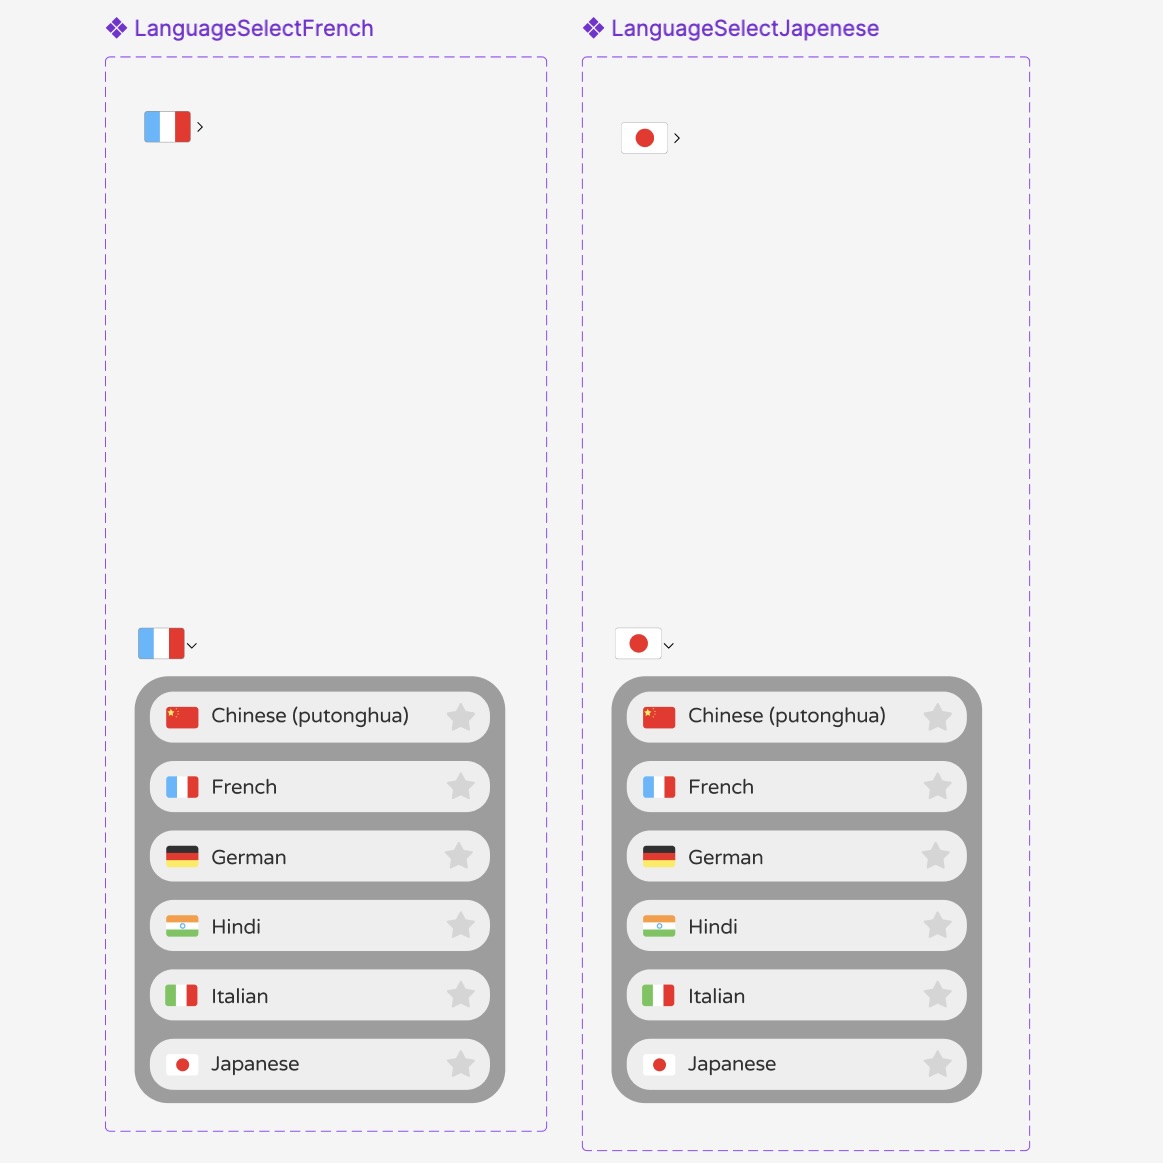 LanguageSelectFrench
LanguageSelectJapenese
Chinese (putonghua)
French
German
Hindi
Italian
Japanese
Chinese (putonghua)
French
German
Hindi
Italian
Japanese